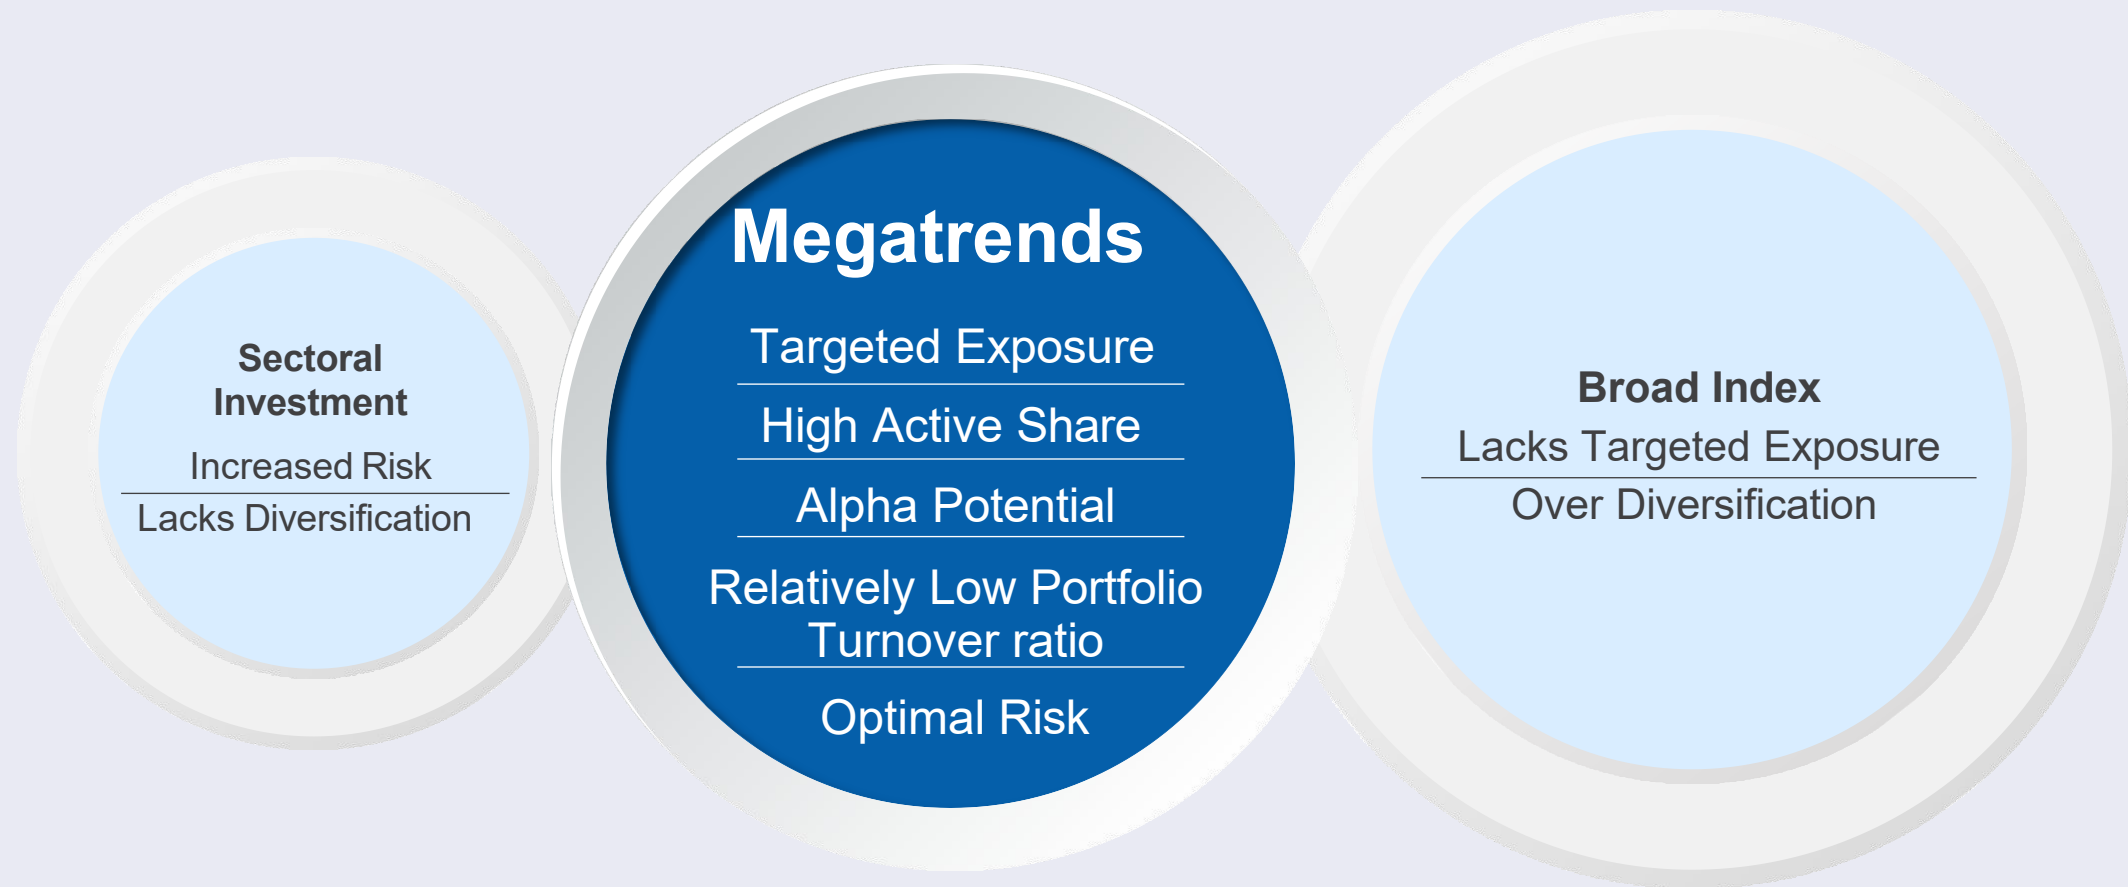 Sectoral
Investment
Increased Risk
Lacks Diversification
Megatrends
Targeted Exposure
High Active Share
Alpha Potential
Relatively Low Portfolio
Turnover ratio
Optimal Risk
Broad Index
Lacks Targeted Exposure
Over Diversification